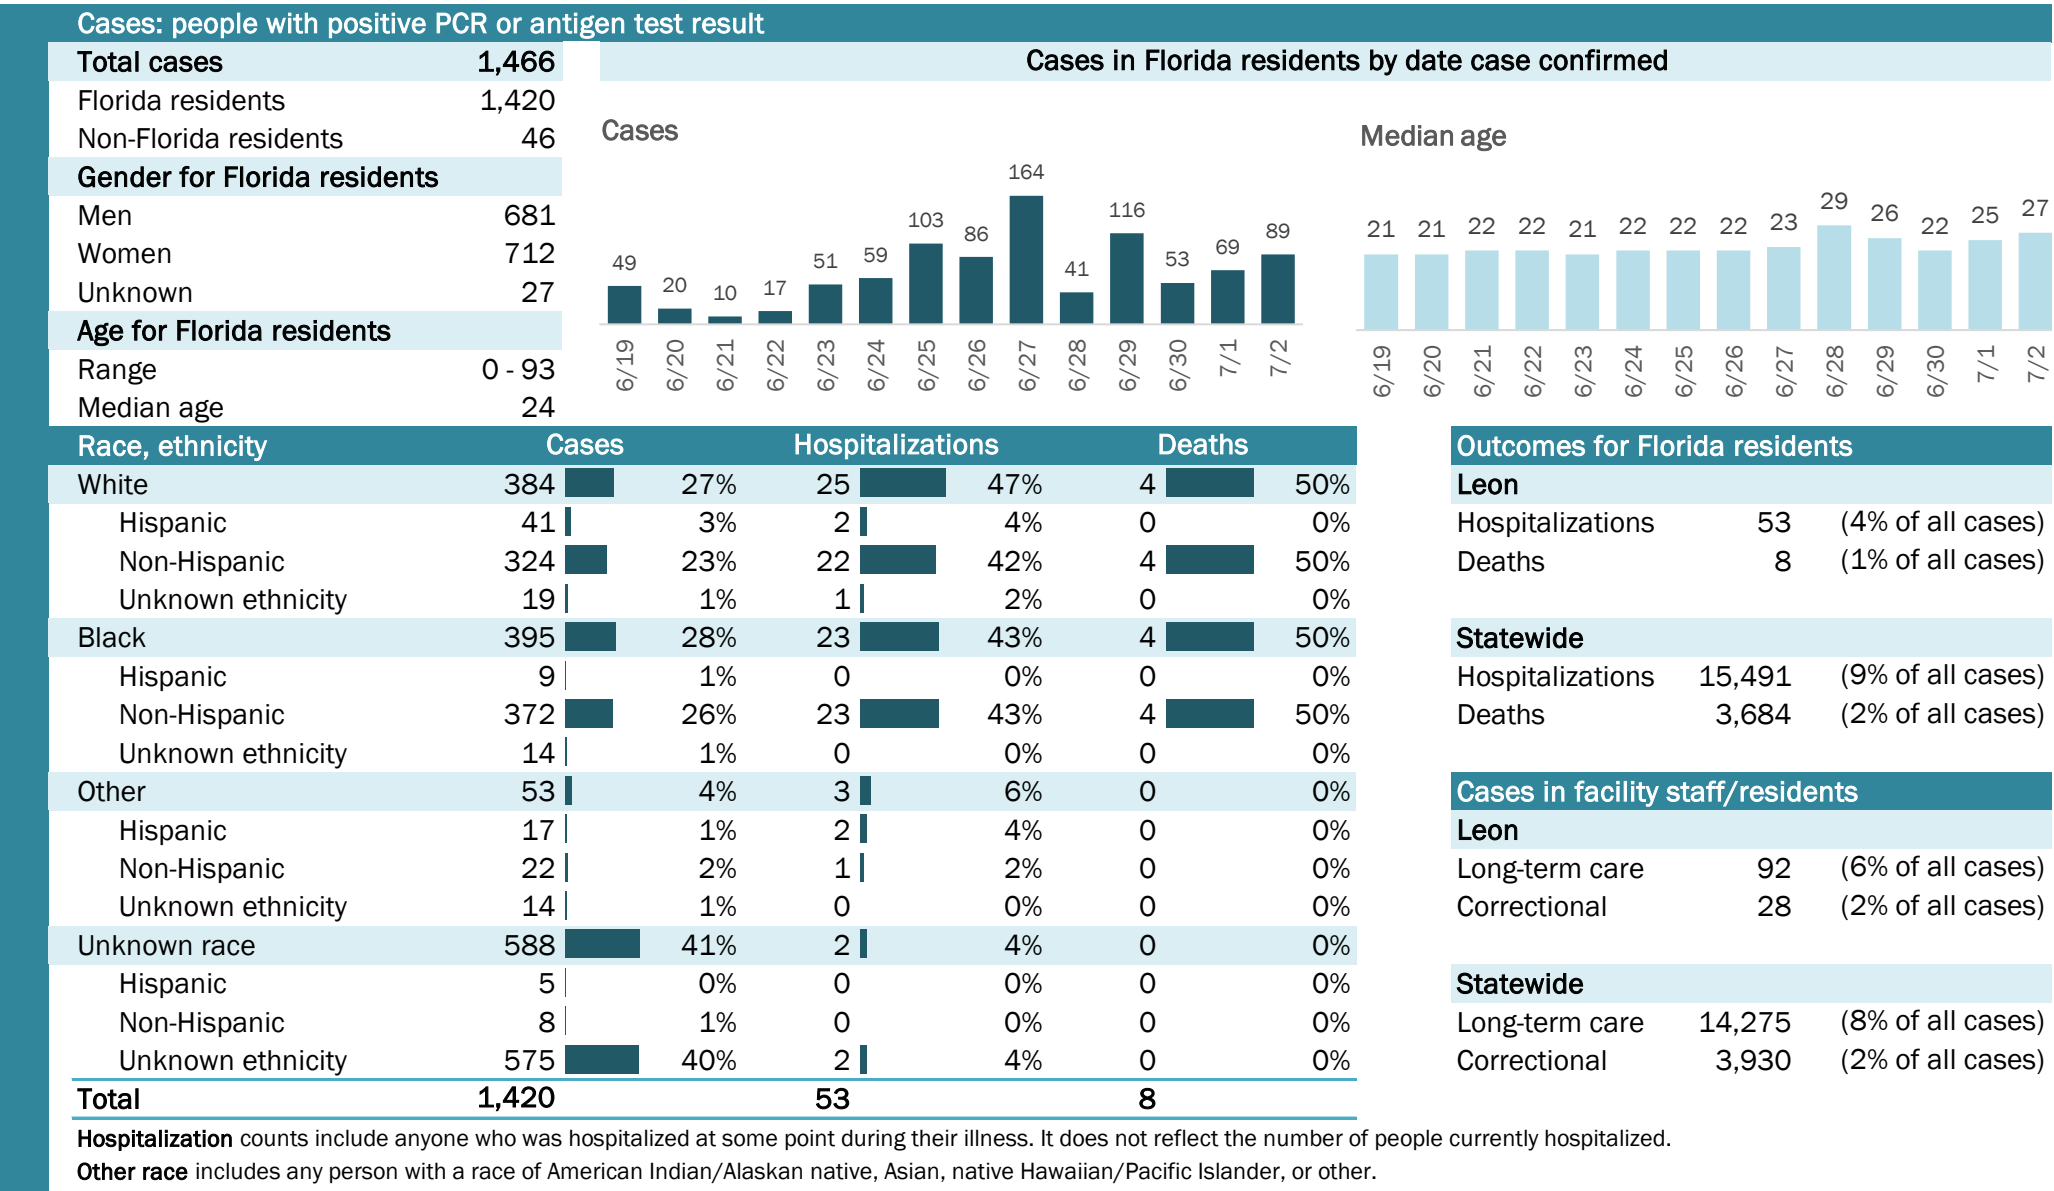 Cases: people with positive PCR or antigen test result
Total cases 1,466
Florida residents 1,420
Non-Florida residents 46
Gender for Florida residents
Men 681
Women 712
Unknown 27
Age for Florida residents
Range 0 - 93
Median age 24
Cases in Florida residents by date case confirmed
Cases
49 20 10 17 51 59 103 86 164 41 116 53 69 89
6/19 6/20 6/21 6/22 6/23 6/24 6/25 6/26 6/27 6/28 6/29 6/30 7/1 7/2
Median age
21 21 22 22 21 22 22 22 23 29 26 22 25 27
6/19 6/20 6/21 6/22 6/23 6/24 6/25 6/26 6/27 6/28 6/29 6/30 7/1 7/2
Race, ethnicity Cases Hospitalizations Deaths
White 384 27% 25 47% 4 50%
Hispanic 41 3% 2 4% 0 0%
Non-Hispanic 324 23% 22 42% 4 50%
Unknown ethnicity 19 1% 1 2% 0 0%
Black 395 28% 23 43% 4 50%
Hispanic 9 1% 0 0% 0 0%
Non-Hispanic 372 26% 23 43% 4 50%
Unknown ethnicity 14 1% 0 0% 0 0%
Other 53 4% 3 6% 0 0%
Hispanic 17 1% 2 4% 0 0%
Non-Hispanic 22 2% 1 2% 0 0%
Unknown ethnicity 14 1% 0 0% 0 0%
Unknown race 588 41% 2 4% 0 0%
Hispanic 5 0% 0 0% 0 0%
Non-Hispanic 8 1% 0 0% 0 0%
Unknown ethnicity 575 40% 2 4% 0 0%
Total 1,420 53 8
Outcomes for Florida residents
Leon
Hospitalizations 53 (4% of all cases)
Deaths 8 (1% of all cases)
Statewide
Hospitalizations 15,491 (9% of all cases)
Deaths 3,684 (2% of all cases)
Cases in facility staff/residents
Leon
Long-term care 92 (6% of all cases)
Correctional 28 (2% of all cases)
Statewide
Long-term care 14,275 (8% of all cases)
Correctional 3,930 (2% of all cases)
Hospitalization counts include anyone who was hospitalized at some point during their illness. It does not reflect the number of people currently hospitalized.
Other race includes any person with a race of American Indian/Alaskan native, Asian, native Hawaiian/Pacific Islander, or other.